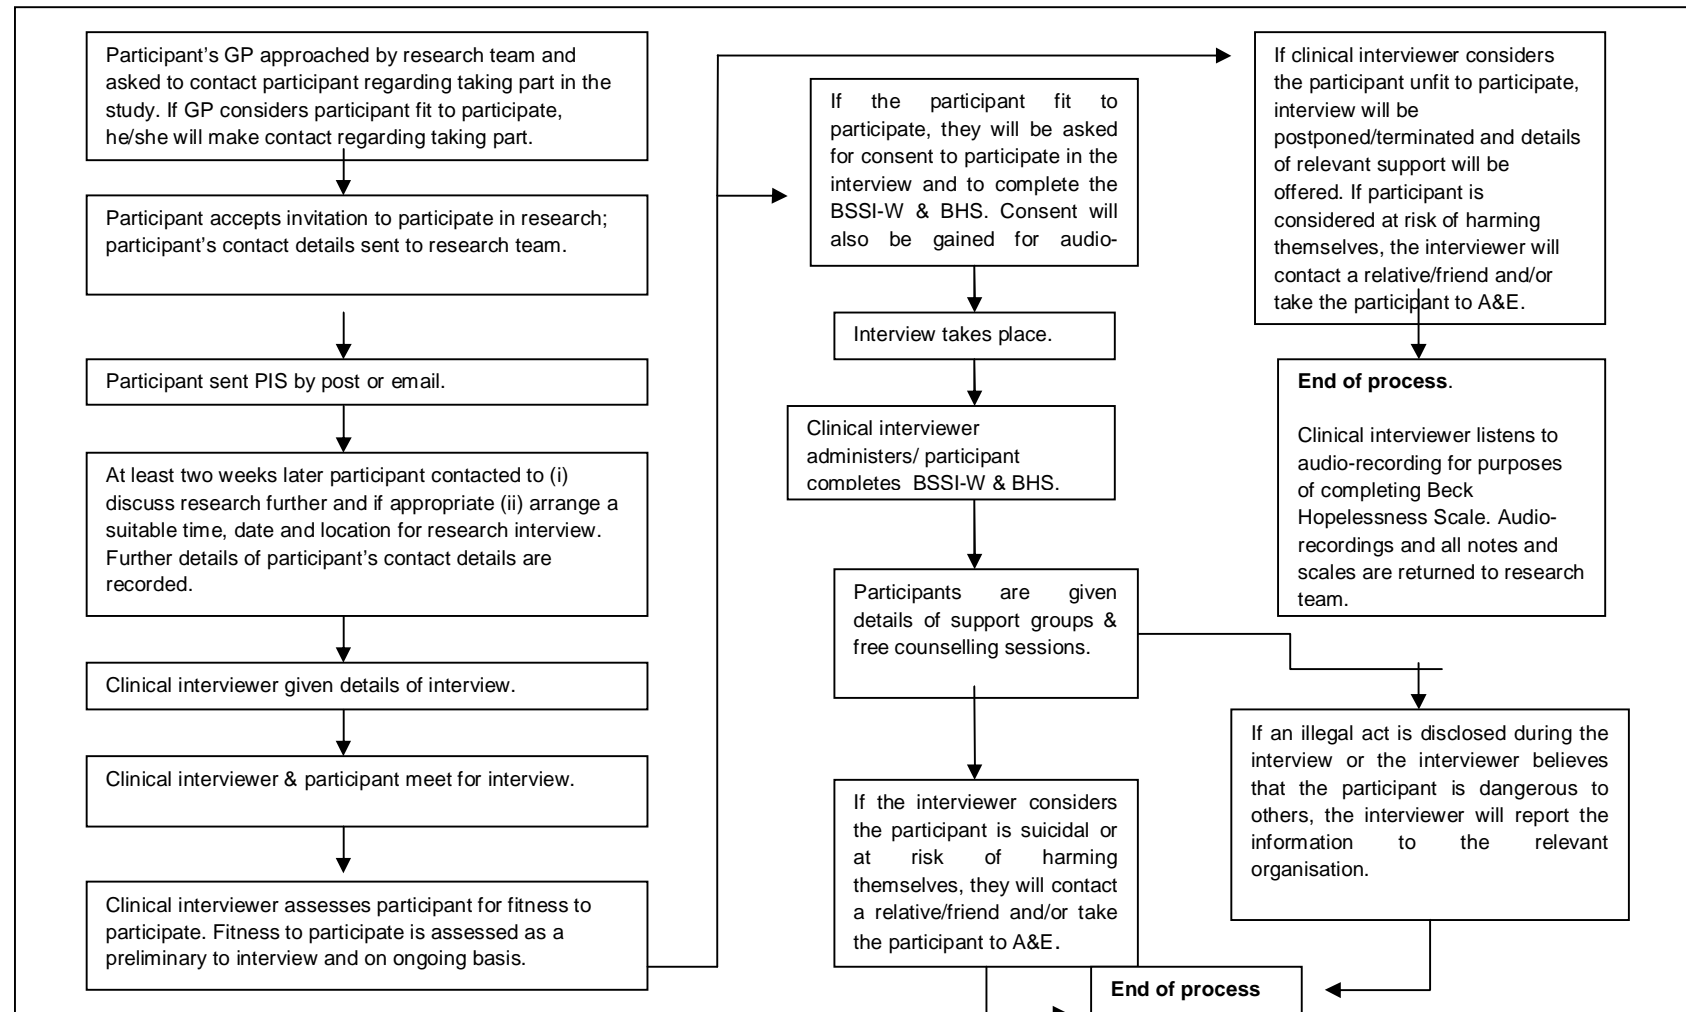 Participant's GP approached by research team and
asked to contact participant regarding taking part in the
study. If GP considers participant fit to participate,
he/she will make contact regarding taking part.
Participant accepts invitation to participate in research;
participant's contact details sent to research team.
Participant sent PIS by post or email.
At least two weeks later participant contacted to (i)
discuss research further and if appropriate (ii) arrange a
suitable time, date and location for research interview.
Further details of participant's contact details are
recorded.
Clinical interviewer given details of interview.
Clinical interviewer & participant meet for interview.
Clinical interviewer assesses participant for fitness to
participate. Fitness to participate is assessed as a
preliminary to interview and on ongoing basis.
If the participant fit to
participate, they will be asked
for consent to participate in the
interview and to complete the
BSSI-W & BHS. Consent will
also be gained for audio-
Interview takes place.
Clinical interviewer
administers/ participant
completes BSSI-W & BHS.
Participants are given
details of support groups &
free counselling sessions.
If the interviewer considers
the participant is suicidal or
at risk of harming
themselves, they will contact
a relative/friend and/or take
the participant to A&E.
If clinical interviewer considers
the participant unfit to participate,
interview will be
postponed/terminated and details
of relevant support will be
offered. If participant is
considered at risk of harming
themselves, the interviewer will
contact a relative/friend and/or
take the participant to A&E.
End of process.
Clinical interviewer listens to
audio-recording for purposes
of completing Beck
Hopelessness Scale. Audio-
recordings and all notes and
scales are returned to research
team.
If an illegal act is disclosed during the
interview or the interviewer believes
that the participant is dangerous to
others, the interviewer will report the
information to the relevant
organisation.
End of process